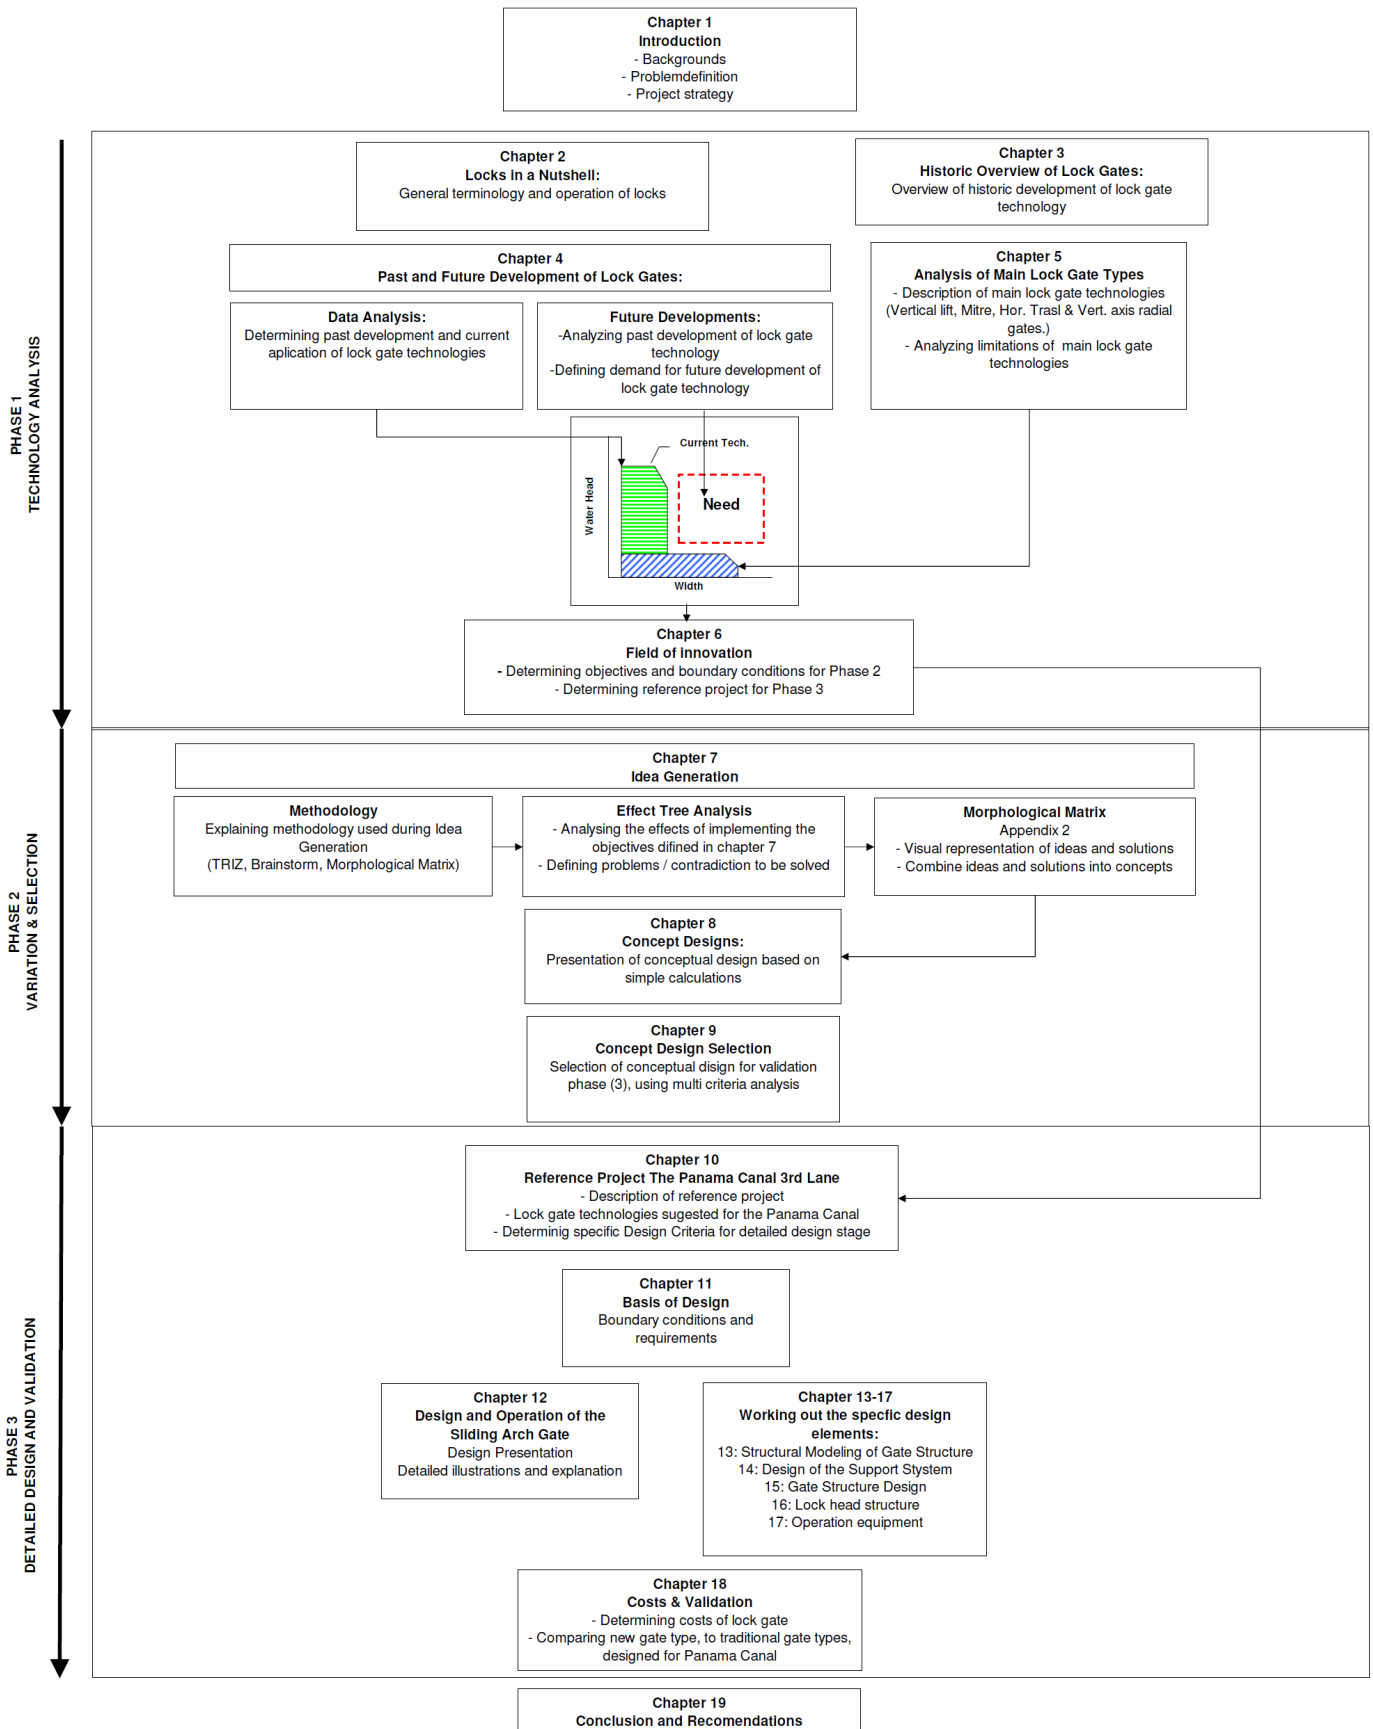 Chapter 1
Introduction
- Backgrounds
- Problemdefinition
- Project strategy
PHASE 1
TECHNOLOGY ANALYSIS
Chapter 2
Locks in a Nutshell:
General terminology and operation of locks
Chapter 3
Historic Overview of Lock Gates:
Overview of historic development of lock gate
technology
Chapter 4
Past and Future Development of Lock Gates:
Data Analysis:
Determining past development and current
aplication of lock gate technologies
Future Developments:
-Analyzing past development of lock gate
technology
-Defining demand for future development of
lock gate technology
Chapter 5
Analysis of Main Lock Gate Types
- Description of main lock gate technologies
(Vertical lift, Mitre, Hor. Trasl & Vert. axis radial
gates.)
- Analyzing limitations of main lock gate
technologies
Current Tech.
Water Head
Need
Width
Chapter 6
Field of innovation
- Determining objectives and boundary conditions for Phase 2
- Determining reference project for Phase 3
PHASE 2
VARIATION & SELECTION
Chapter 7
Idea Generation
Methodology
Explaining methodology used during Idea
Generation
(TRIZ, Brainstorm, Morphological Matrix)
Effect Tree Analysis
- Analysing the effects of implementing the
objectives difined in chapter 7
- Defining problems / contradiction to be solved
Morphological Matrix
Appendix 2
- Visual representation of ideas and solutions
- Combine ideas and solutions into concepts
Chapter 8
Concept Designs:
Presentation of conceptual design based on
simple calculations
Chapter 9
Concept Design Selection
Selection of conceptual disign for validation
phase (3), using multi criteria analysis
PHASE 3
DETAILED DESIGN AND VALIDATION
Chapter 10
Reference Project The Panama Canal 3rd Lane
- Description of reference project
- Lock gate technologies sugested for the Panama Canal
- Determinig specific Design Criteria for detailed design stage
Chapter 11
Basis of Design
Boundary conditions and
requirements
Chapter 12
Design and Operation of the
Sliding Arch Gate
Design Presentation
Detailed illustrations and explanation
Chapter 13-17
Working out the specfic design
elements:
13: Structural Modeling of Gate Structure
14: Design of the Support Stystem
15: Gate Structure Design
16: Lock head structure
17: Operation equipment
Chapter 18
Costs & Validation
- Determining costs of lock gate
- Comparing new gate type, to traditional gate types,
designed for Panama Canal
Chapter 19
Conclusion and Recomendations